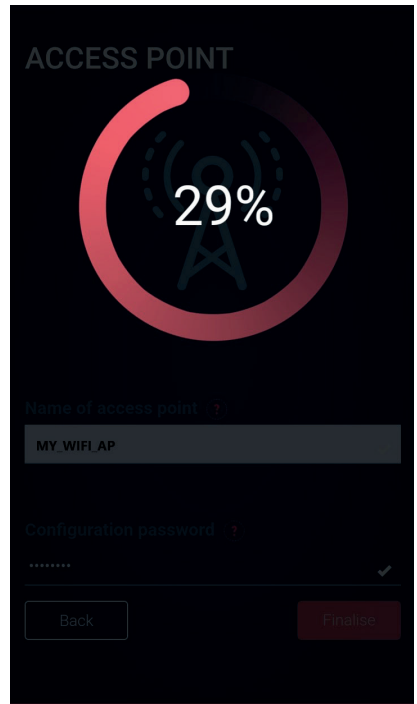 ACCESS POINT
29%
Name of access point ?
MY_WIFI_AP
Configuration password ?
••••••••
Back
Finalise